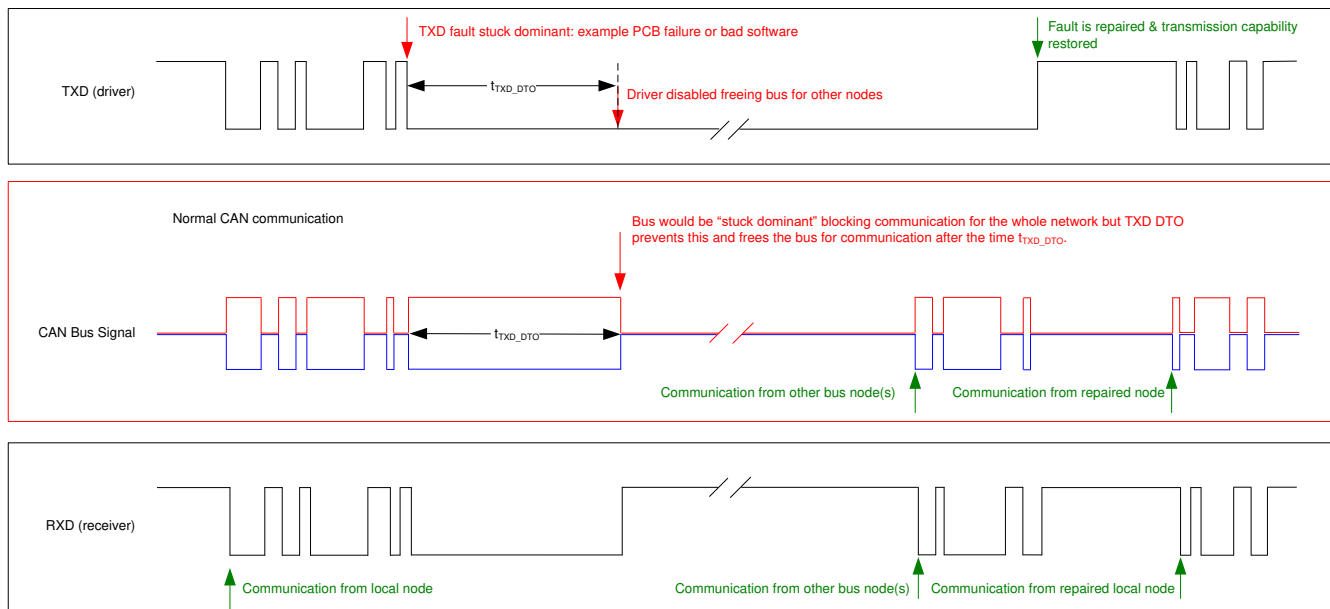 TXD fault stuck dominant: example PCB failure or bad software
Fault is repaired & transmission capability
restored
TXD (driver)
tTXD_DTO
Driver disabled freeing bus for other nodes
Normal CAN communication
Bus would be “stuck dominant” blocking communication for the whole network but TXD DTO
prevents this and frees the bus for communication after the time tTXD_DTO.
CAN Bus Signal
tTXD_DTO
Communication from other bus node(s)
Communication from repaired node
RXD (receiver)
Communication from local node
Communication from other bus node(s)
Communication from repaired local node